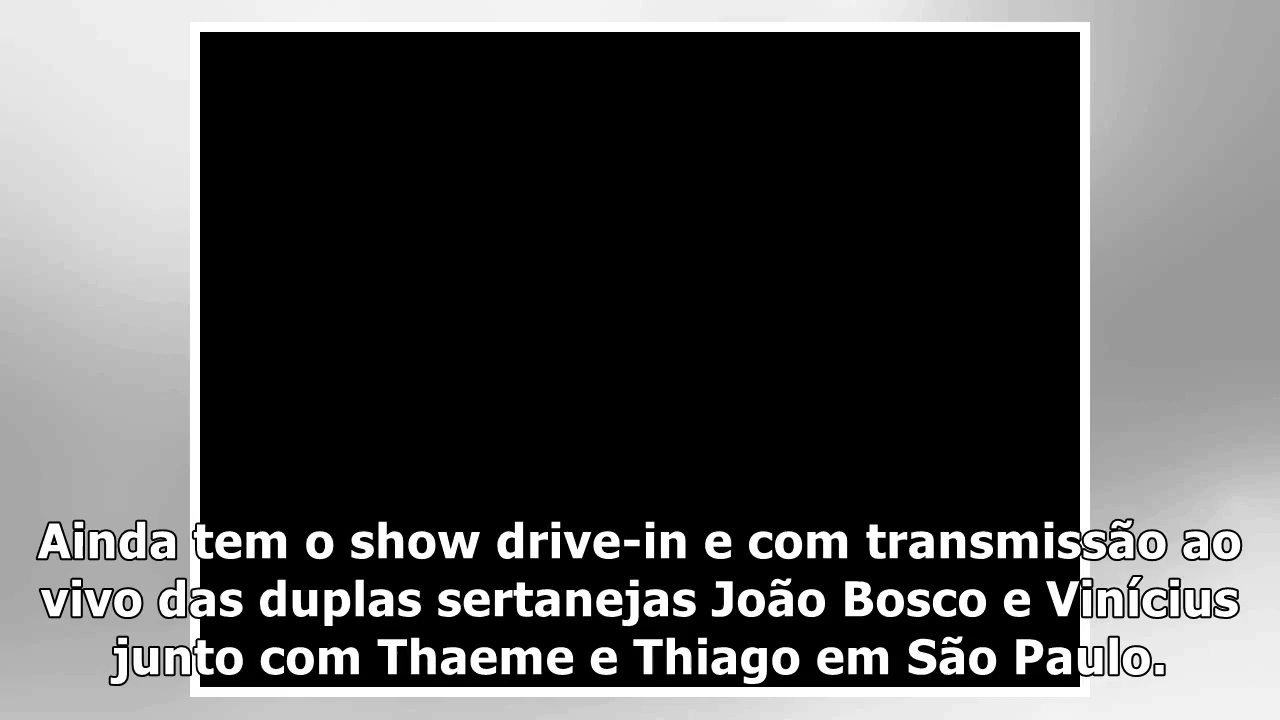 Ainda tem o show drive-in e com transmissão ao
vivo das duplas sertanejas João Bosco e Vinícius
junto com Thaeme e Thiago em São Paulo.